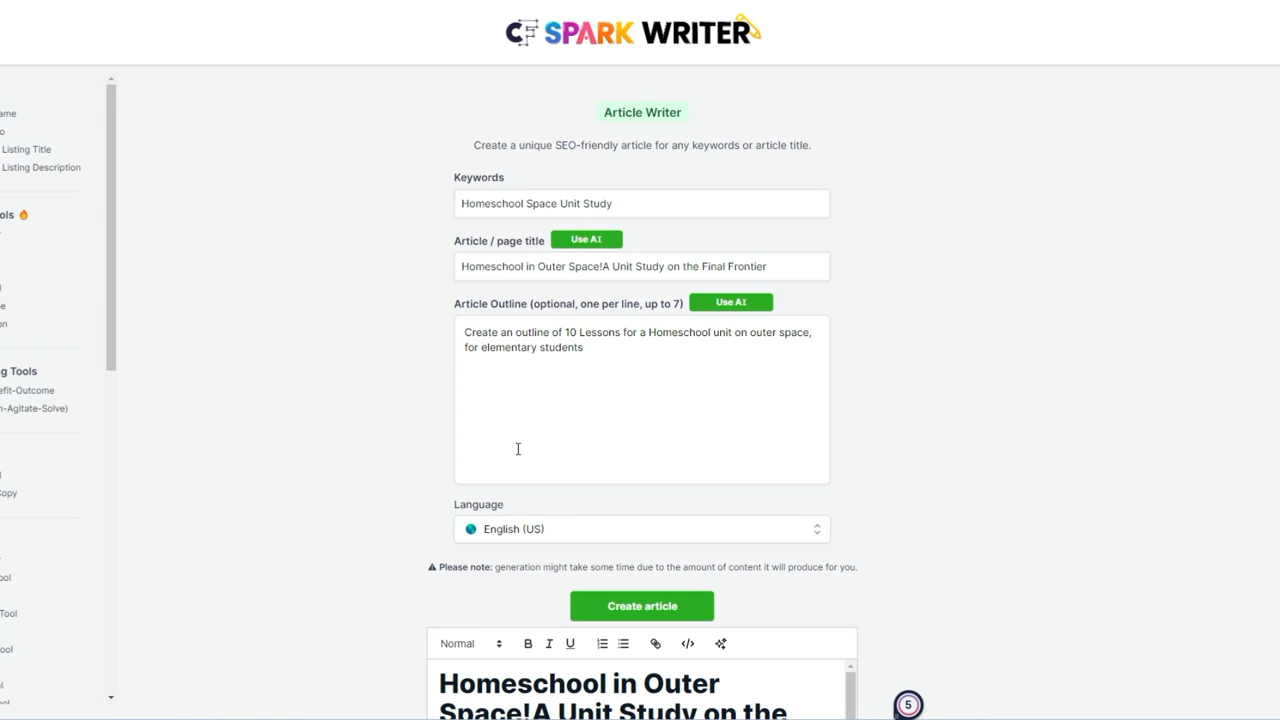 CF SPARK WRITER
ame
o
Listing Title
Listing Description
ols
e
on
g Tools
efit-Outcome
n-Agitate-Solve)
l
Copy
ool
Tool
ool
l
ool
Article Writer
Create a unique SEO-friendly article for any keywords or article title.
Keywords
Homeschool Space Unit Study
Article / page title Use AI
Homeschool in Outer Space!A Unit Study on the Final Frontier
Article Outline (optional, one per line, up to 7) Use AI
Create an outline of 10 Lessons for a Homeschool unit on outer space,
for elementary students
Language
English (US)
Please note: generation might take some time due to the amount of content it will produce for you.
Create article
Normal B I U
Homeschool in Outer
Space!A Unit Study on the
5